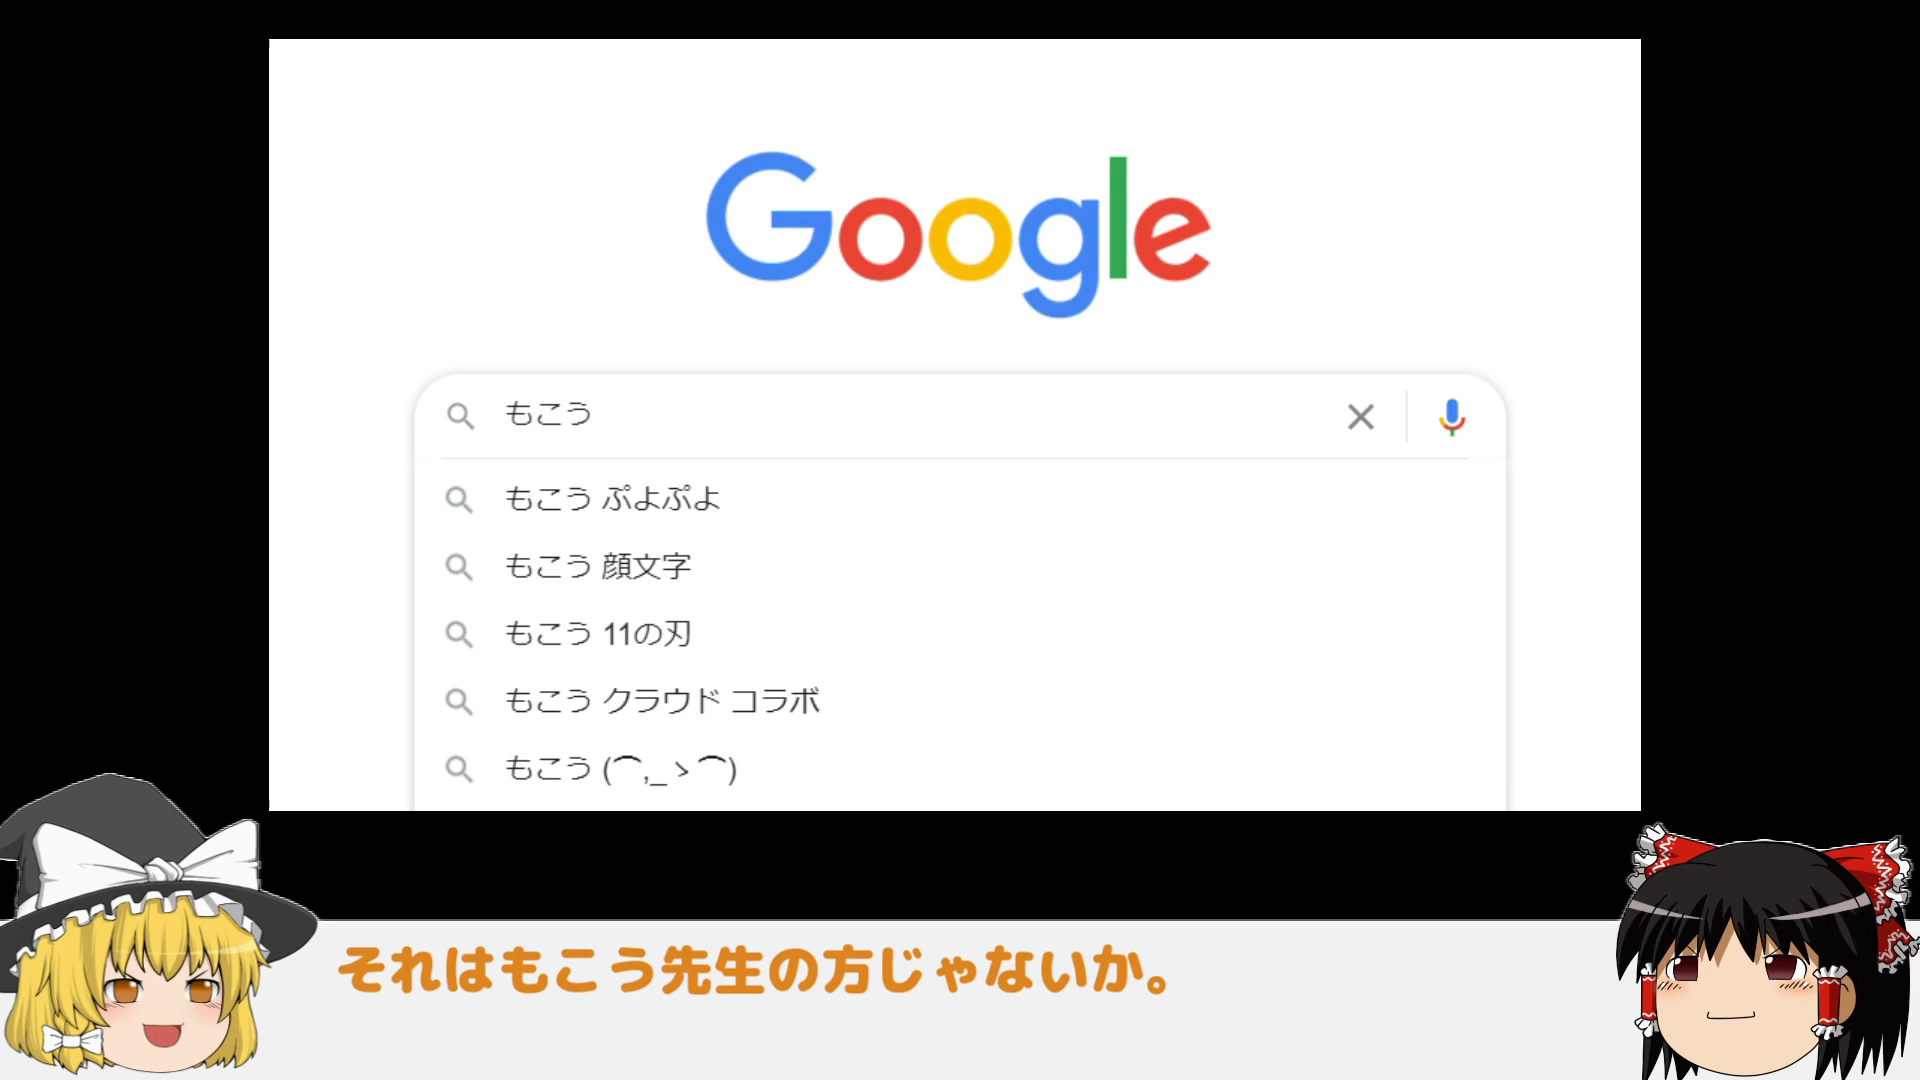 Google
もこう
もこう ぷよぷよ
もこう 顔文字
もこう 11の刃
もこう クラウド コラボ
もこう (⌒,_ゝ⌒)
それはもこう先生の方じゃないか。